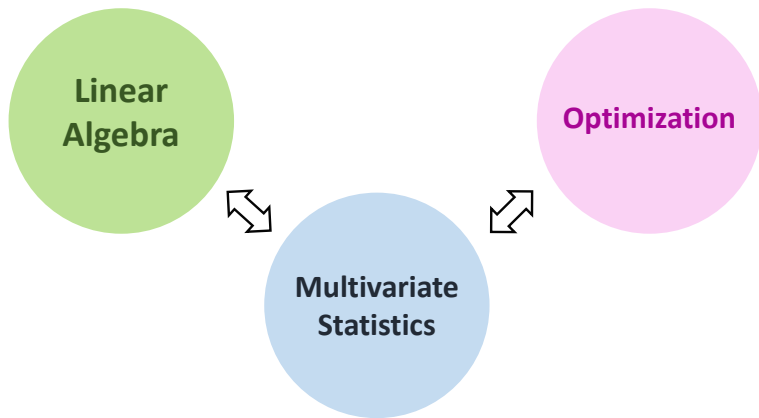 Linear
Algebra
Optimization
Multivariate
Statistics